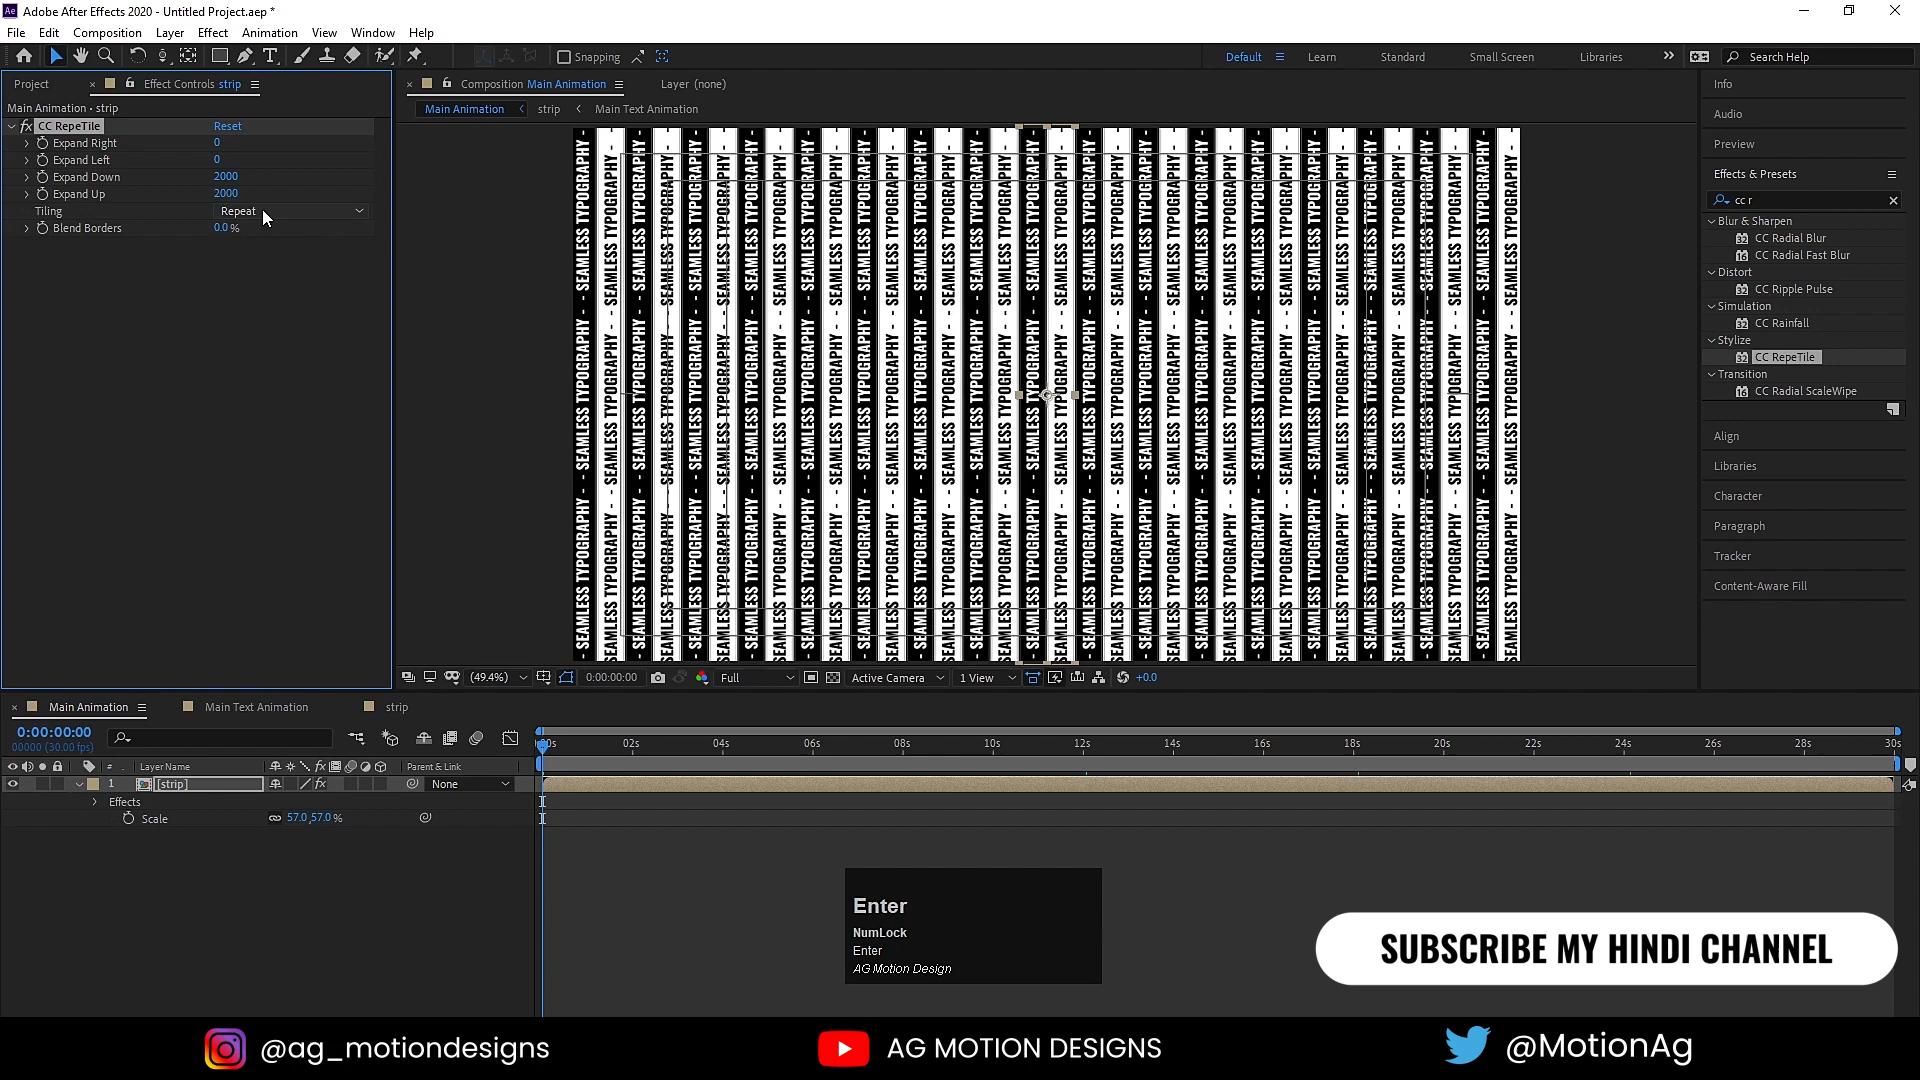 Adobe After Effects 2020 - Untitled Project.aep *
File Edit Composition Layer Effect Animation View Window Help
Snapping
Default Learn Standard Small Screen Libraries
Search Help
Project
Effect Controls strip
Main Animation • strip
fx CC RepeTile Reset
Expand Right 0
Expand Left 0
Expand Down 2000
Expand Up 2000
Tiling Repeat
Blend Borders 0.0 %
Composition Main Animation
Layer (none)
Main Animation strip Main Text Animation
- SEAMLESS TYPOGRAPHY - SEAMLESS TYPOGRAPHY - SEAMLESS TYPOGRAPHY -
(49.4%) 0:00:00:00 Full Active Camera 1 View +0.0
Info
Audio
Preview
Effects & Presets
cc r
Blur & Sharpen
CC Radial Blur
CC Radial Fast Blur
Distort
CC Ripple Pulse
Simulation
CC Rainfall
Stylize
CC RepeTile
Transition
CC Radial ScaleWipe
Align
Libraries
Character
Paragraph
Tracker
Content-Aware Fill
Main Animation Main Text Animation strip
0:00:00:00
00000 (30.00 fps)
02s 04s 06s 08s 10s 12s 14s 16s 18s 20s 22s 24s 26s 28s 30s
# Layer Name Parent & Link
1 [strip] None
Effects
Scale 57.0,57.0 %
Enter
NumLock
Enter
AG Motion Design
SUBSCRIBE MY HINDI CHANNEL
@ag_motiondesigns AG MOTION DESIGNS @MotionAg